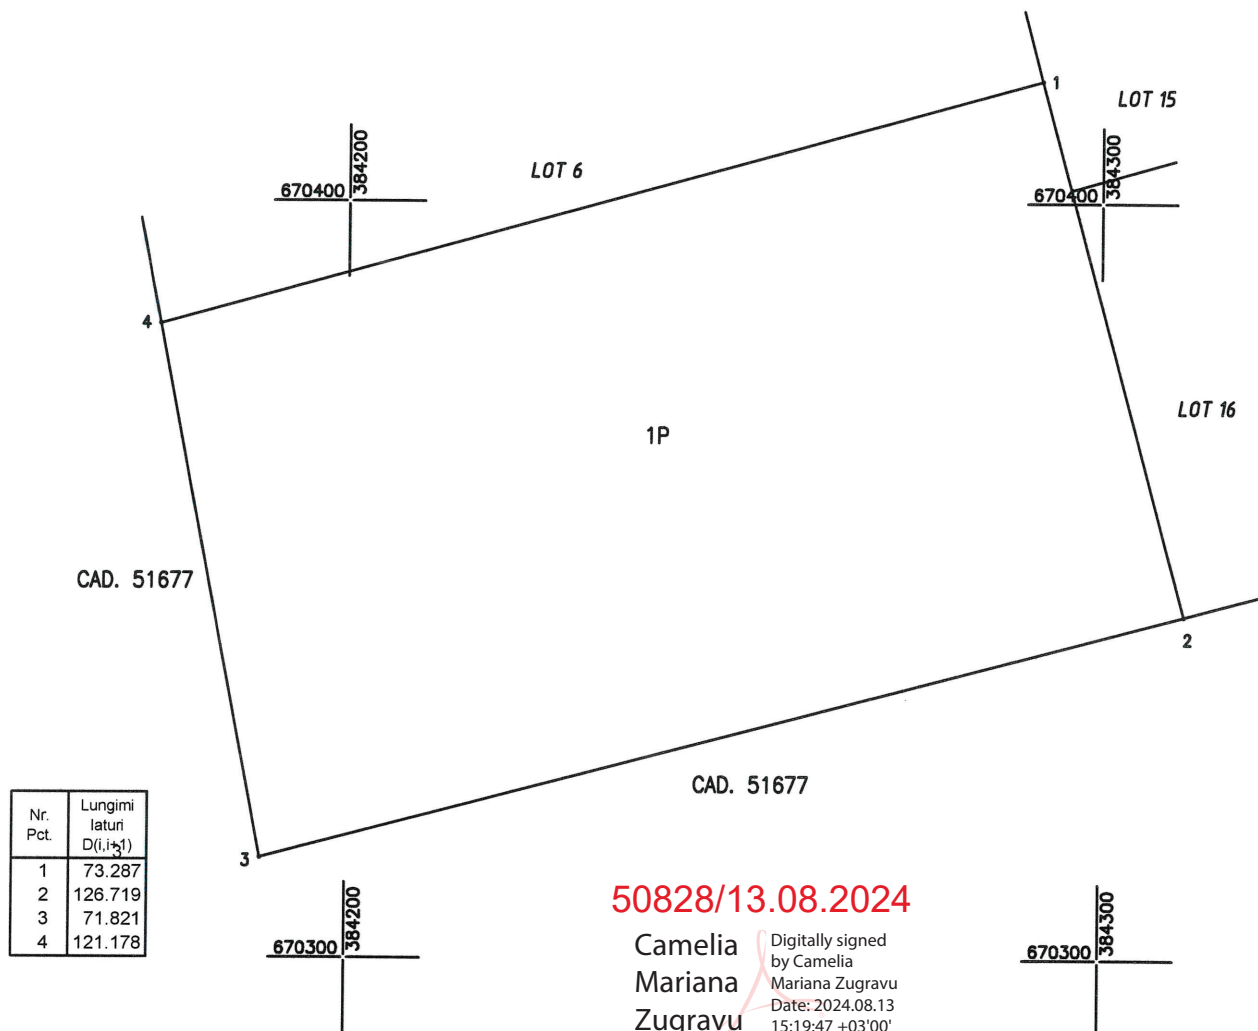 1
LOT 15
384200
384300
LOT 6
670400
670400
4
LOT 16
1P
CAD. 51677
2
CAD. 51677
Nr. Pct. Lungimi laturi D(i,i+1)
3
1 73.287
2 126.719
3 71.821
4 121.178
3
50828/13.08.2024
384200
384300
670300
670300
Camelia
Mariana
Zugravu
Digitally signed
by Camelia
Mariana Zugravu
Date: 2024.08.13
15:19:47 +03'00'